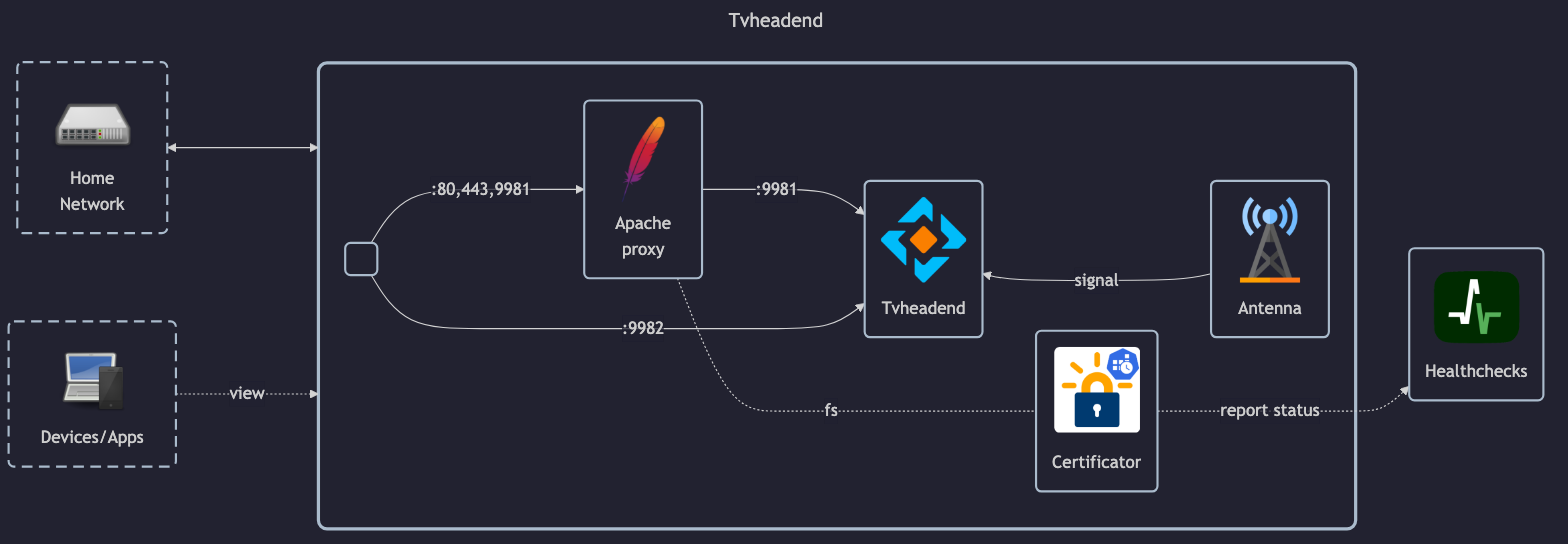 Tvheadend
Home
Network
:80,443,9981
Apache
proxy
:9981
Tvheadend
signal
Antenna
:9982
Healthchecks
view
Devices/Apps
fs
Certificator
report status